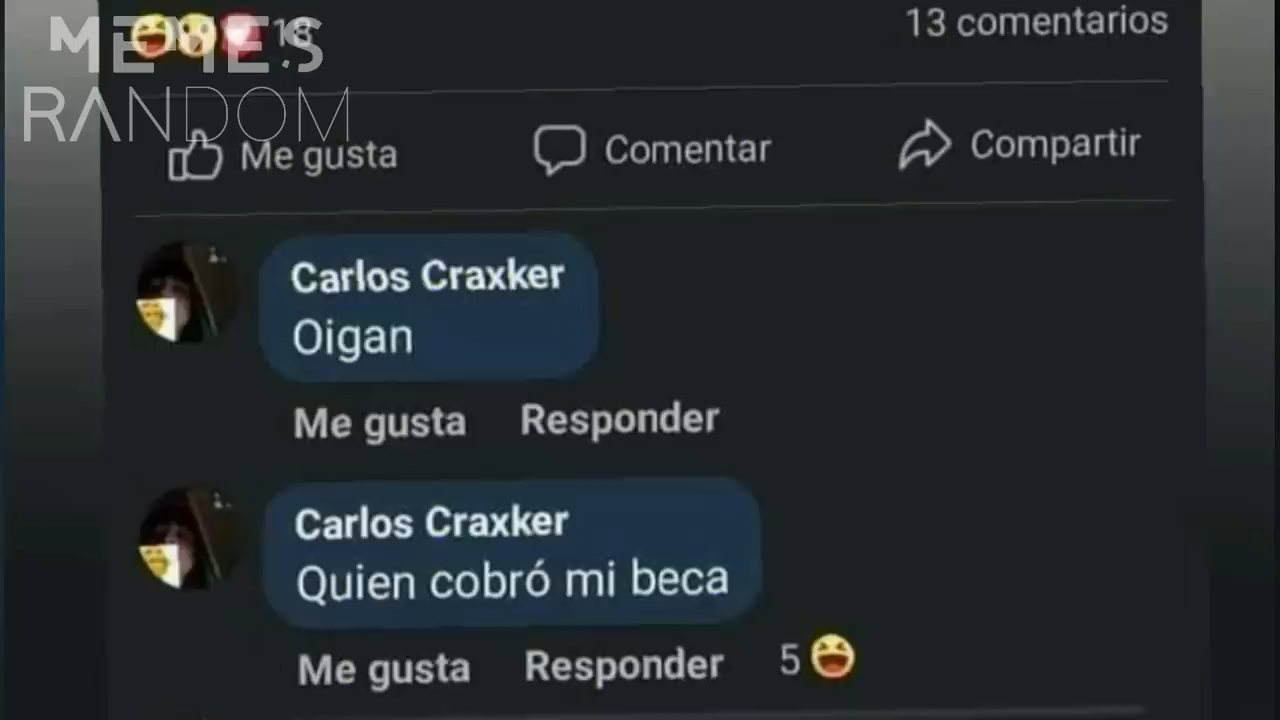 MEMES
RANDOM
18
13 comentarios
Me gusta
Comentar
Compartir
Carlos Craxker
Oigan
Me gusta
Responder
Carlos Craxker
Quien cobró mi beca
Me gusta
Responder
5